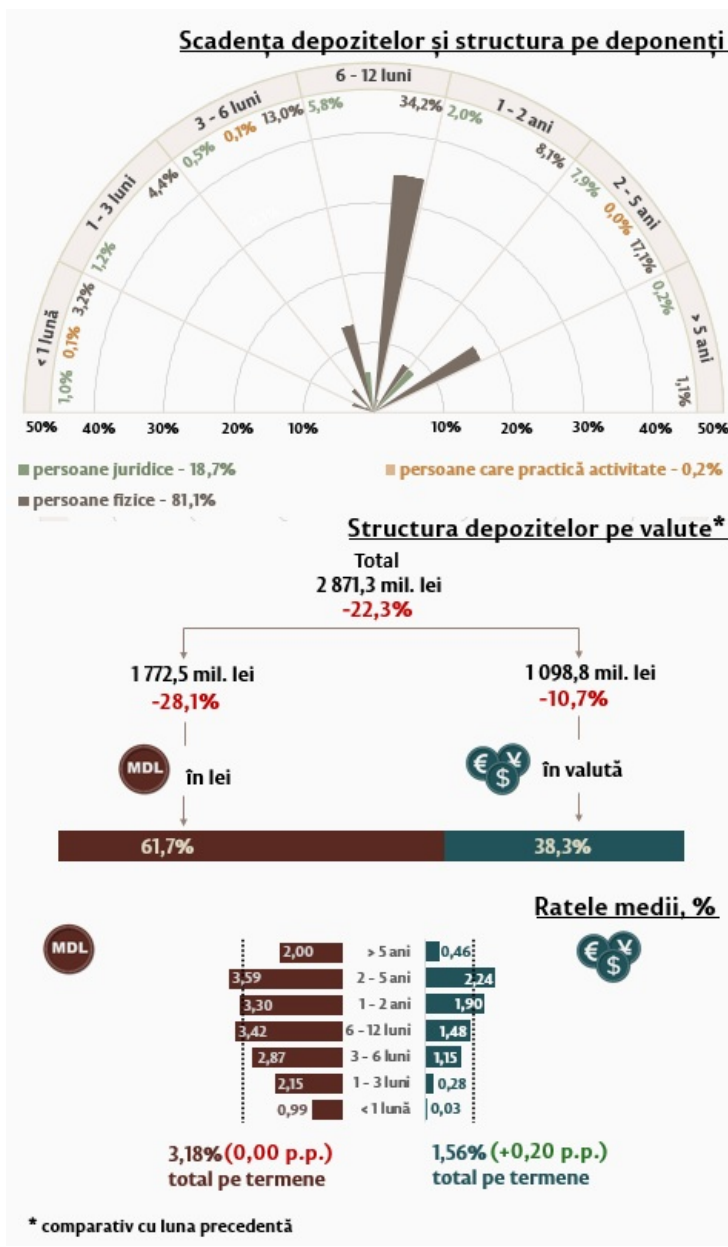 Scadența depozitelor și structura pe deponenți
< 1 lună
1 - 3 luni
3 - 6 luni
6 - 12 luni
1 - 2 ani
2 - 5 ani
> 5 ani
1,0%
0,1%
3,2%
1,2%
4,4%
0,5%
0,1%
13,0%
5,8%
34,2%
2,0%
8,1%
7,9%
0,0%
17,1%
0,2%
1,1%
50% 40% 30% 20% 10% 10% 20% 30% 40% 50%
persoane juridice - 18,7%
persoane care practică activitate - 0,2%
persoane fizice - 81,1%
Structura depozitelor pe valute*
Total
2 871,3 mil. lei
-22,3%
1 772,5 mil. lei
-28,1%
1 098,8 mil. lei
-10,7%
MDL în lei
€ ¥ $ în valută
61,7% 38,3%
Ratele medii, %
MDL
€ ¥ $
2,00 > 5 ani 0,46
3,59 2 - 5 ani 2,24
3,30 1 - 2 ani 1,90
3,42 6 - 12 luni 1,48
2,87 3 - 6 luni 1,15
2,15 1 - 3 luni 0,28
0,99 < 1 lună 0,03
3,18% (0,00 p.p.) 1,56% (+0,20 p.p.)
total pe termene total pe termene
* comparativ cu luna precedentă